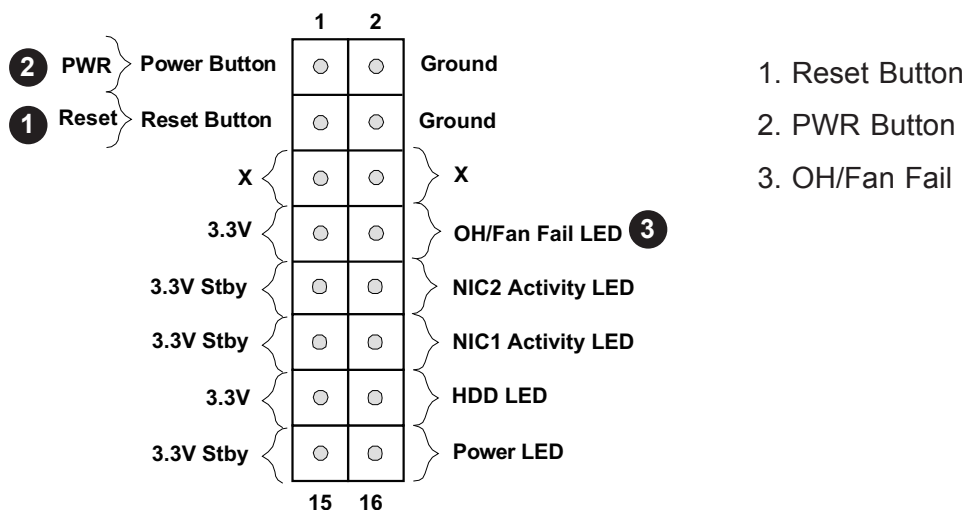 1 2
2 PWR Power Button Ground
1. Reset Button
1 Reset Reset Button Ground
2. PWR Button
X X
3. OH/Fan Fail
3.3V OH/Fan Fail LED 3
3.3V Stby NIC2 Activity LED
3.3V Stby NIC1 Activity LED
3.3V HDD LED
3.3V Stby Power LED
15 16